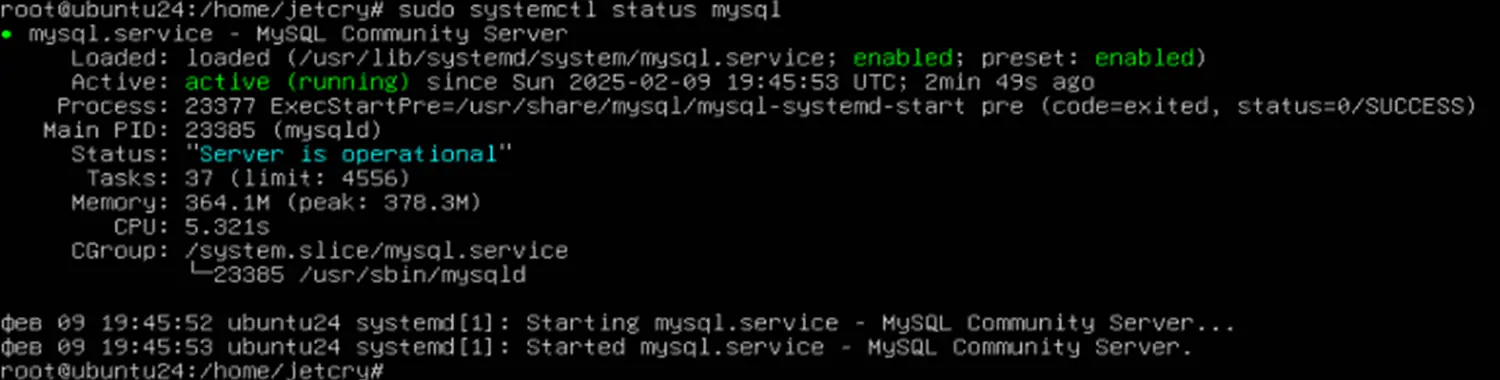 root@ubuntu24:/home/jetcry# sudo systemctl status mysql
● mysql.service - MySQL Community Server
Loaded: loaded (/usr/lib/systemd/system/mysql.service; enabled; preset: enabled)
Active: active (running) since Sun 2025-02-09 19:45:53 UTC; 2min 49s ago
Process: 23377 ExecStartPre=/usr/share/mysql/mysql-systemd-start pre (code=exited, status=0/SUCCESS)
Main PID: 23385 (mysqld)
Status: "Server is operational"
Tasks: 37 (limit: 4556)
Memory: 364.1M (peak: 378.3M)
CPU: 5.321s
CGroup: /system.slice/mysql.service
└─23385 /usr/sbin/mysqld
фев 09 19:45:52 ubuntu24 systemd[1]: Starting mysql.service - MySQL Community Server...
фев 09 19:45:53 ubuntu24 systemd[1]: Started mysql.service - MySQL Community Server.
root@ubuntu24:/home/jetcry#